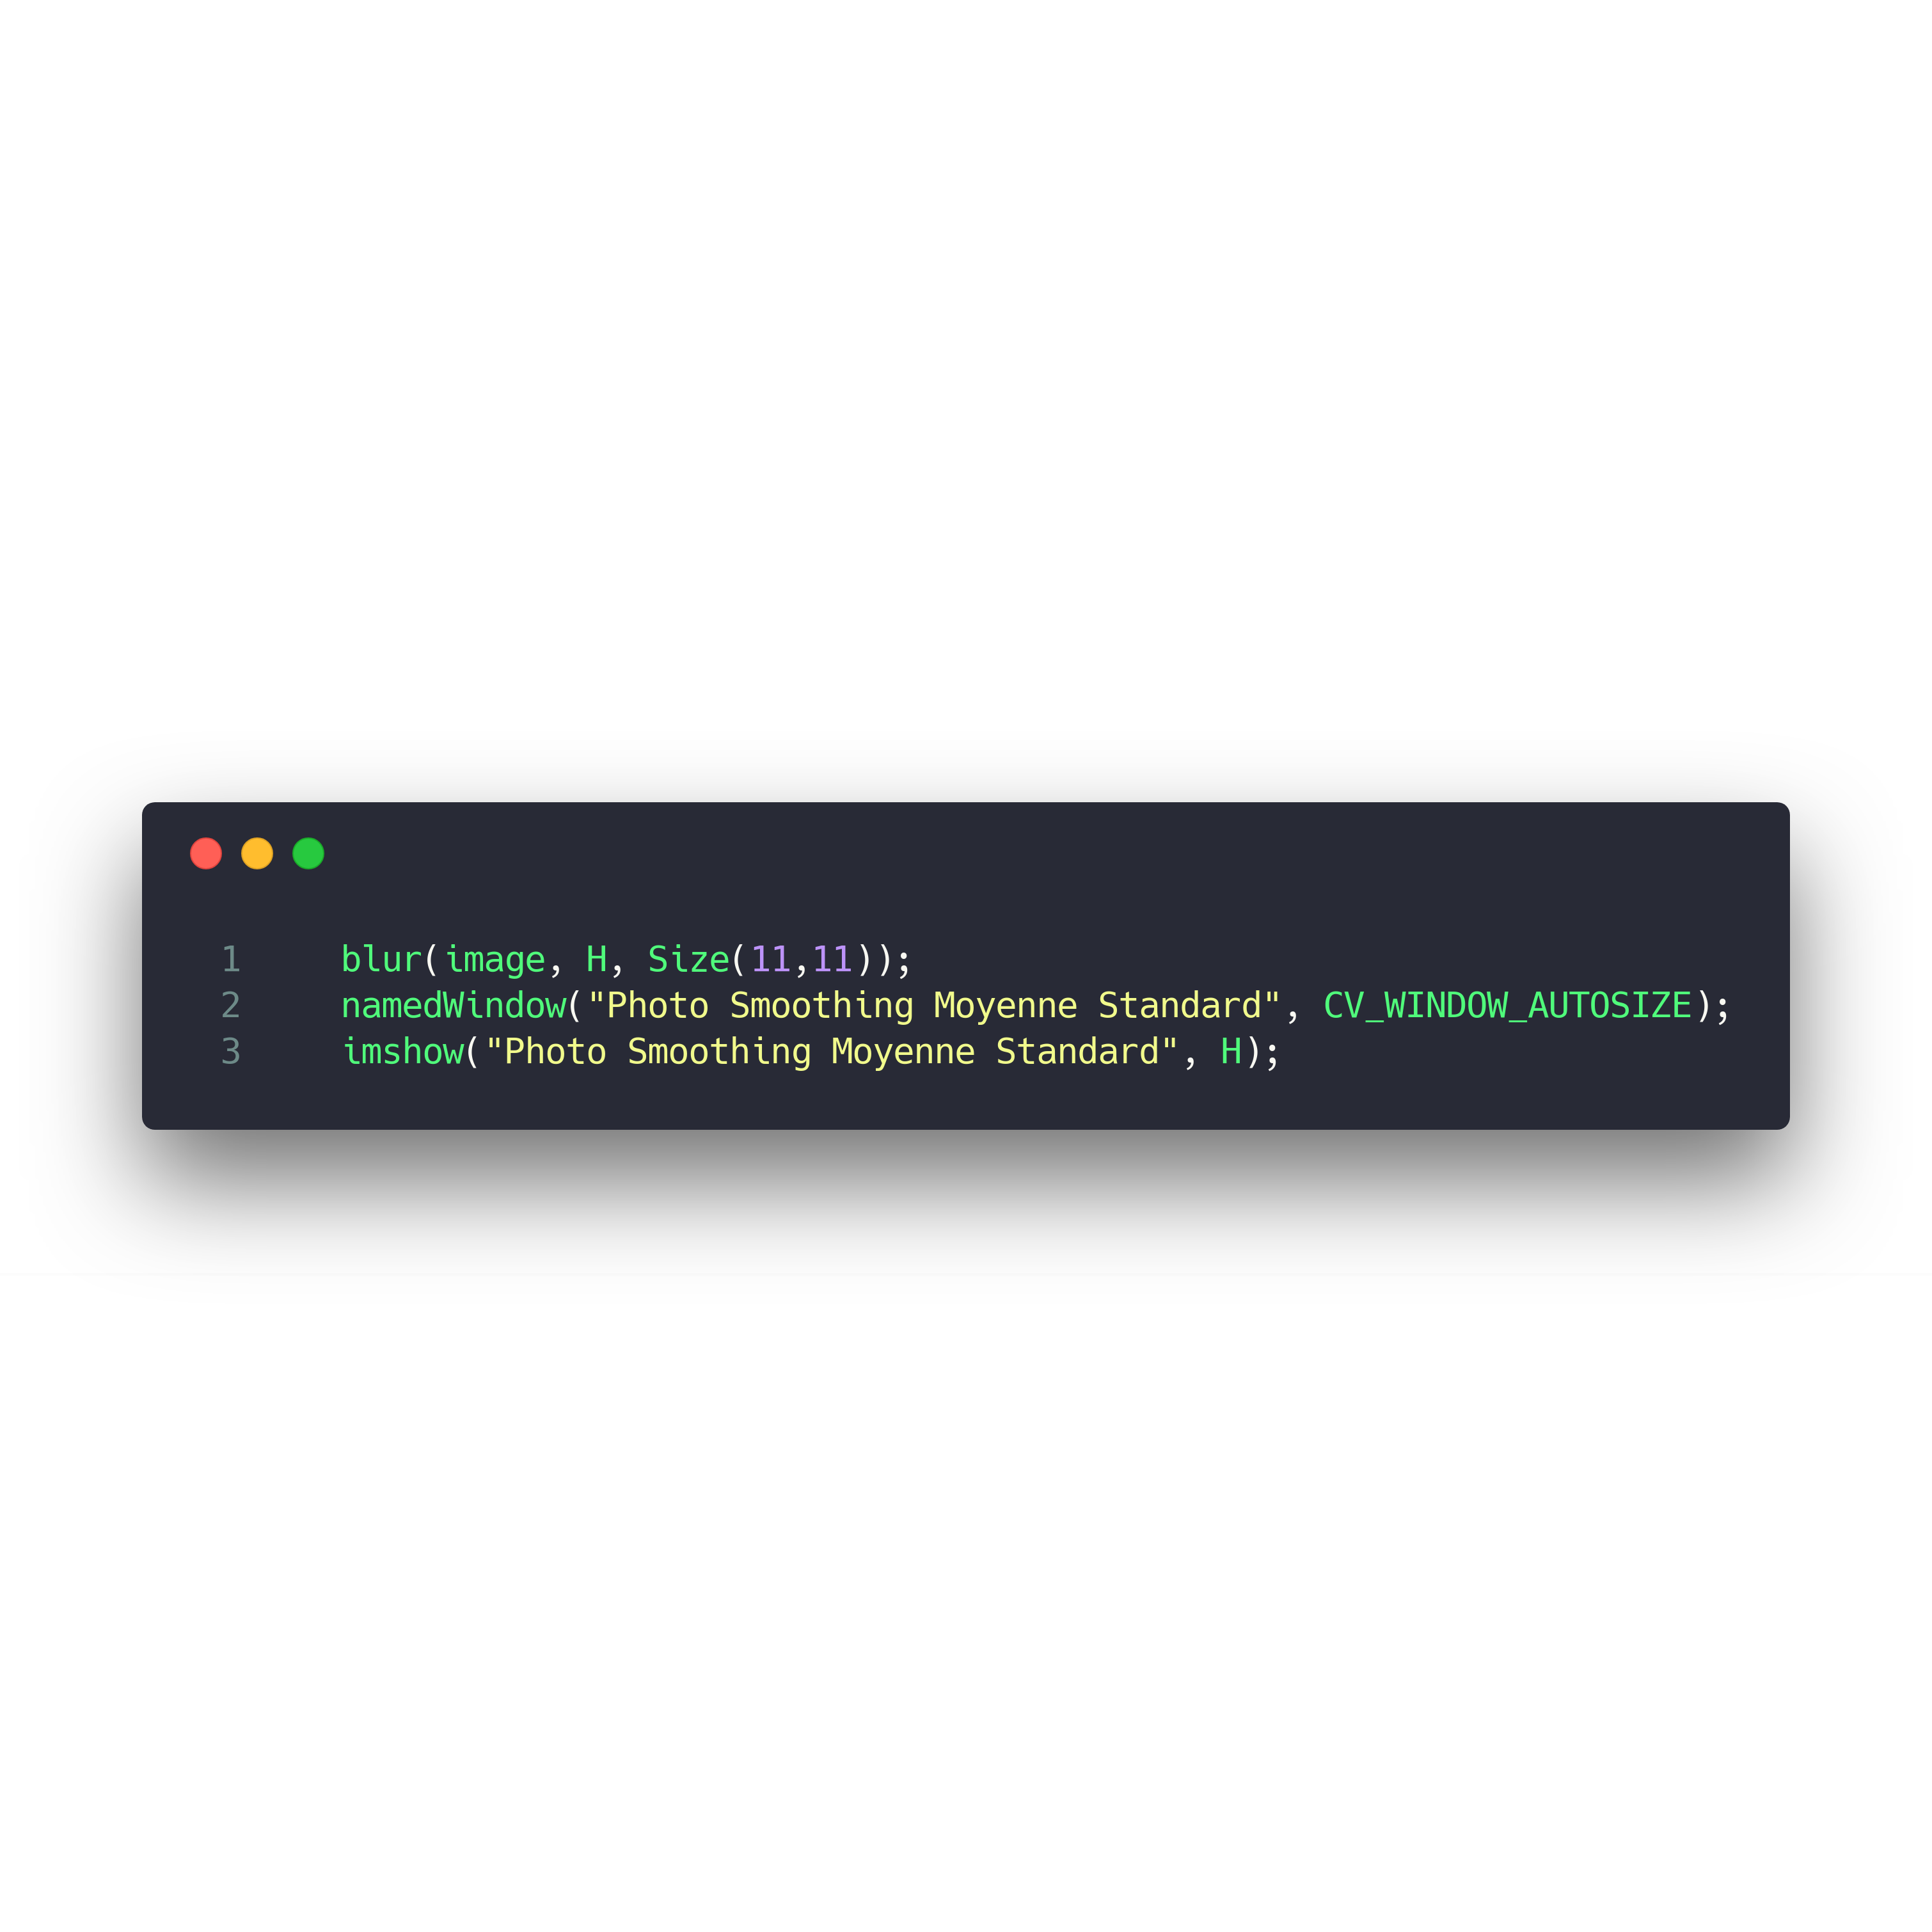 1 blur(image, H, Size(11,11));
2 namedWindow("Photo Smoothing Moyenne Standard", CV_WINDOW_AUTOSIZE);
3 imshow("Photo Smoothing Moyenne Standard", H);